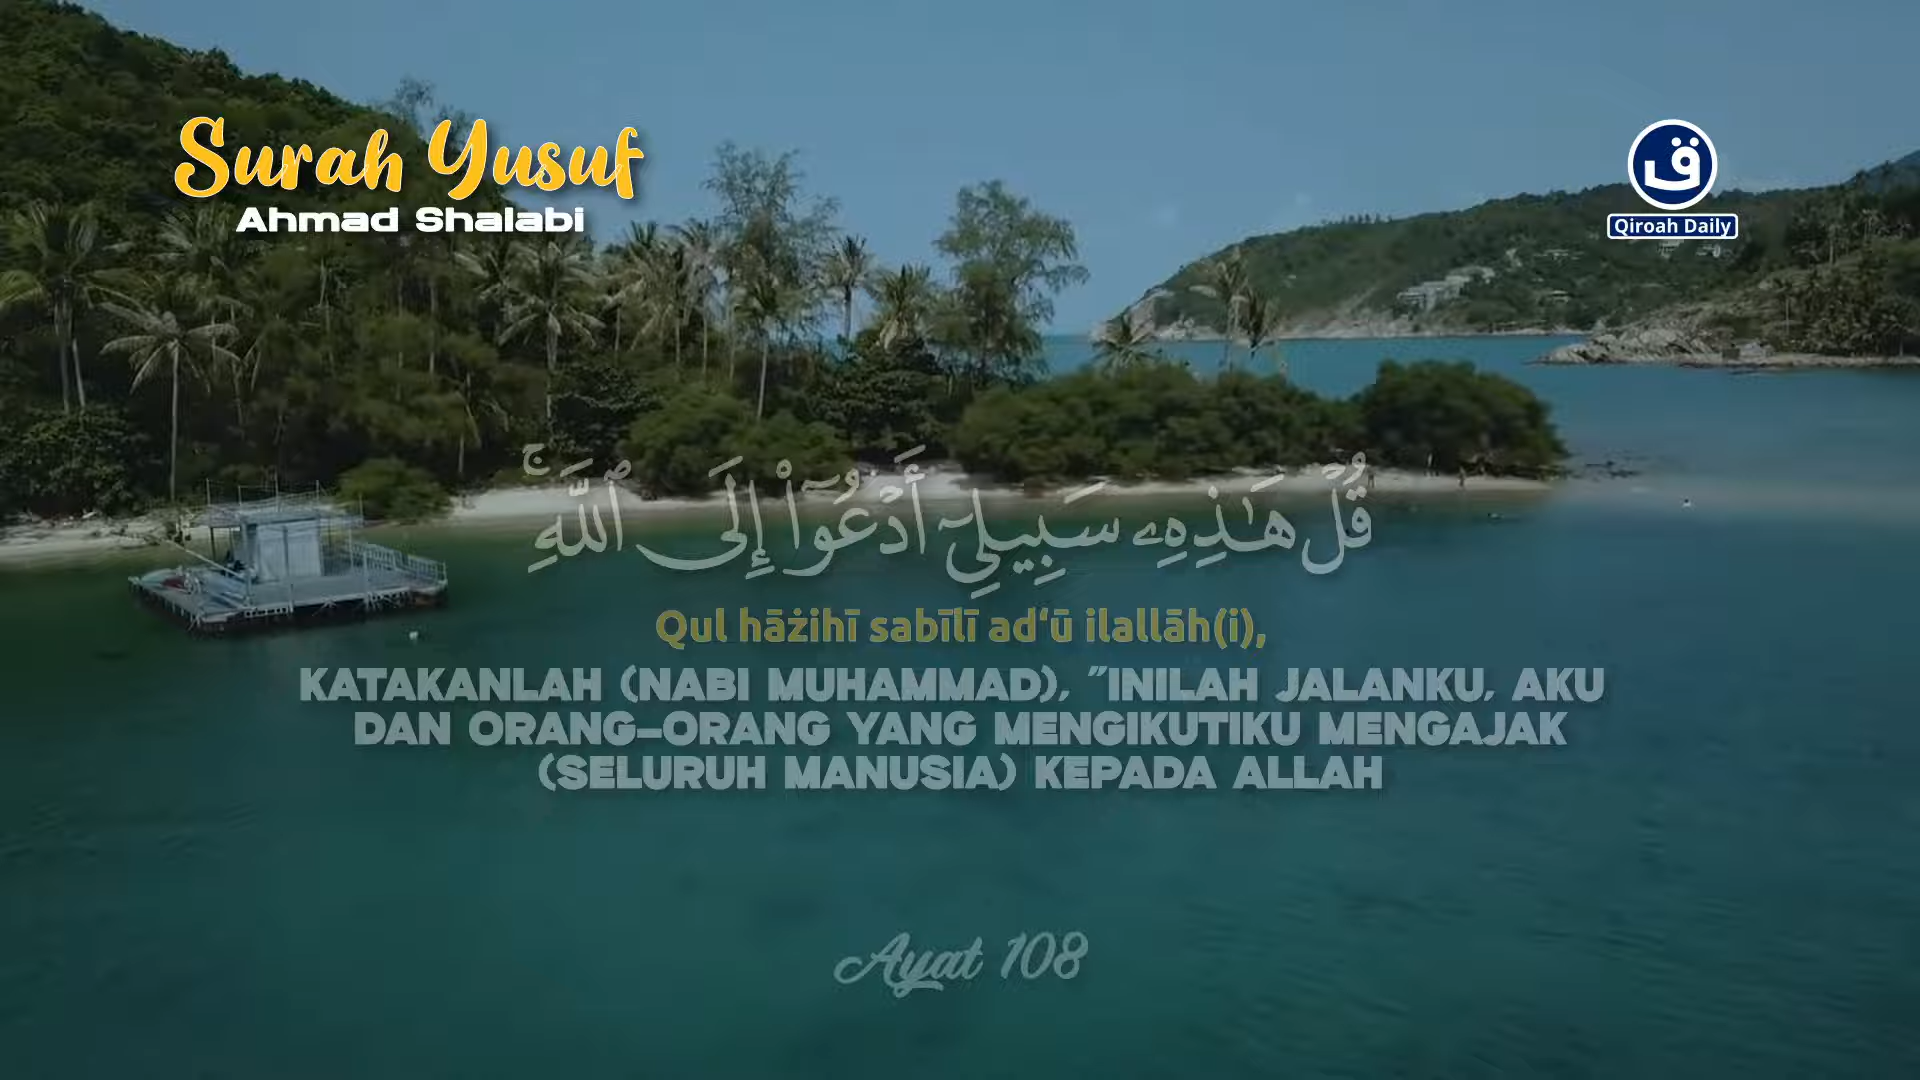 Surah Yusuf
Ahmad Shalabi
ق
Qiroah Daily
قُلْ هَـٰذِهِۦ سَبِيلِىٓ أَدْعُوٓا۟ إِلَى ٱللَّهِ ۚ
Qul hāżihī sabīlī ad‘ū ilallāh(i),
KATAKANLAH (NABI MUHAMMAD), "INILAH JALANKU, AKU
DAN ORANG-ORANG YANG MENGIKUTIKU MENGAJAK
(SELURUH MANUSIA) KEPADA ALLAH
Ayat 108